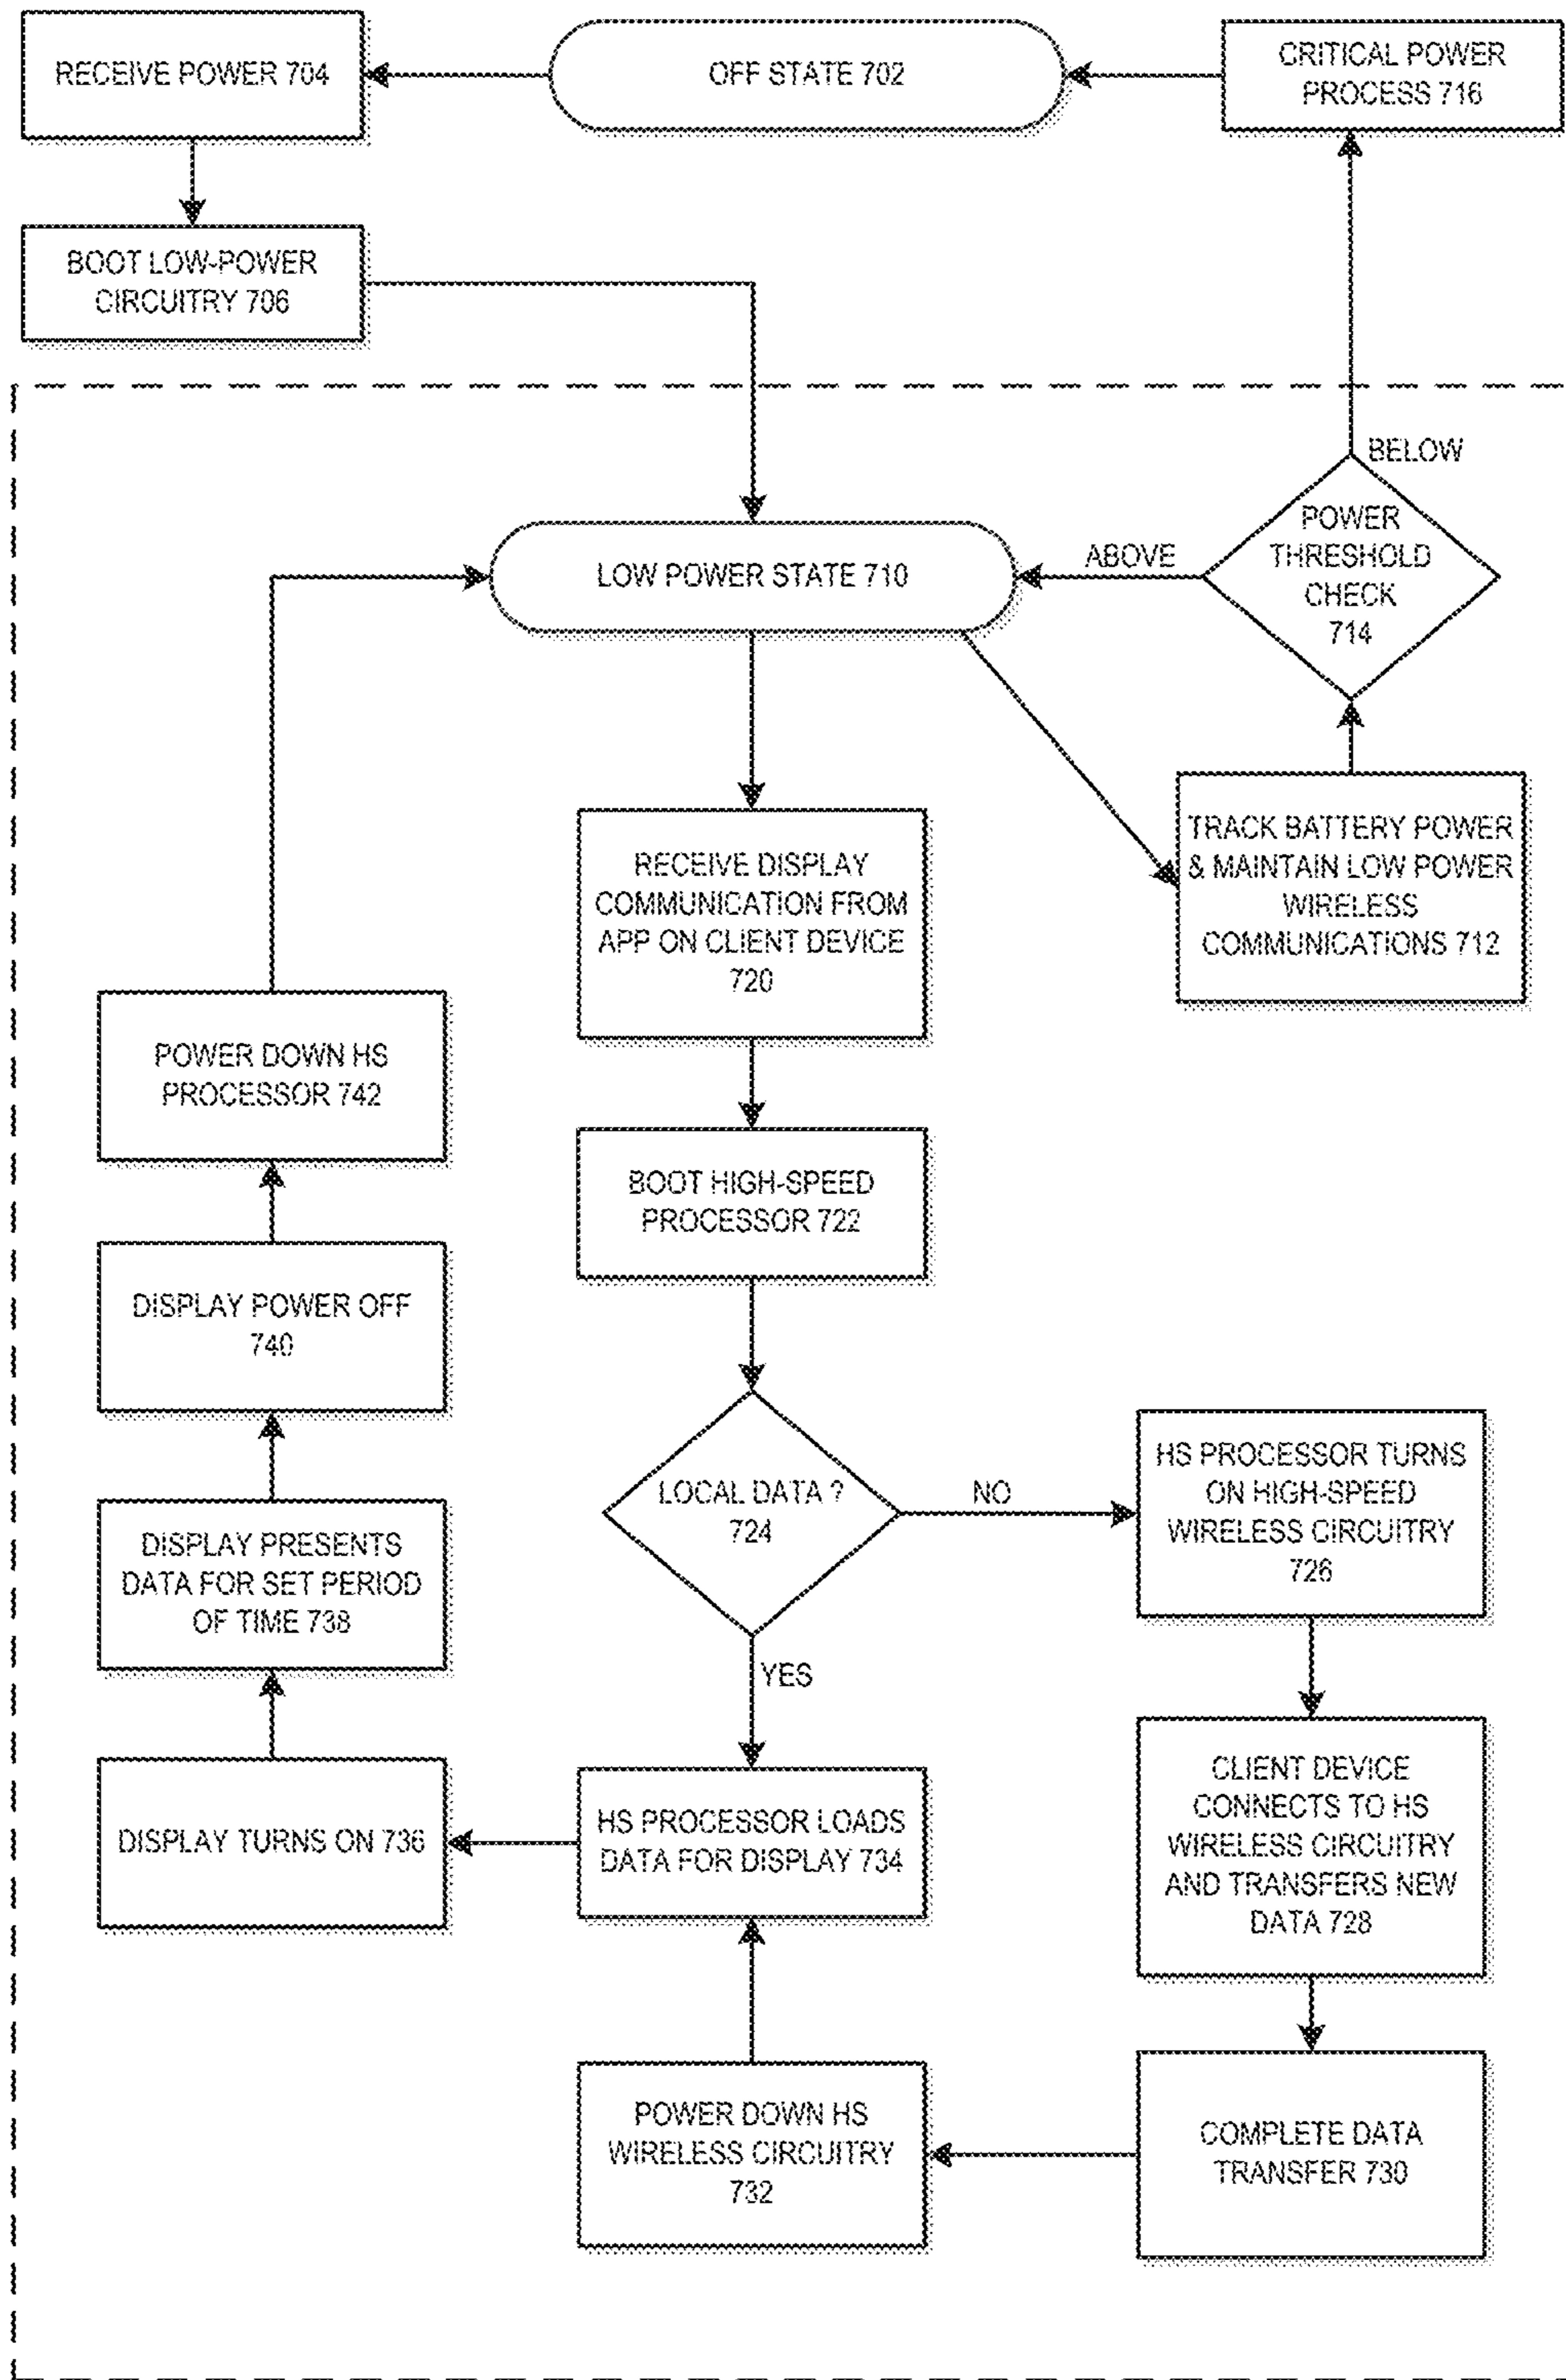 RECEIVE POWER 704
OFF STATE 702
CRITICAL POWER
PROCESS 716
BOOT LOW-POWER
CIRCUITRY 706
BELOW
POWER
THRESHOLD
CHECK
714
ABOVE
LOW POWER STATE 710
TRACK BATTERY POWER
& MAINTAIN LOW POWER
WIRELESS
COMMUNICATIONS 712
RECEIVE DISPLAY
COMMUNICATION FROM
APP ON CLIENT DEVICE
720
POWER DOWN HS
PROCESSOR 742
BOOT HIGH-SPEED
PROCESSOR 722
DISPLAY POWER OFF
740
LOCAL DATA ?
724
NO
HS PROCESSOR TURNS
ON HIGH-SPEED
WIRELESS CIRCUITRY
726
DISPLAY PRESENTS
DATA FOR SET PERIOD
OF TIME 738
YES
CLIENT DEVICE
CONNECTS TO HS
WIRELESS CIRCUITRY
AND TRANSFERS NEW
DATA 728
DISPLAY TURNS ON 736
HS PROCESSOR LOADS
DATA FOR DISPLAY 734
POWER DOWN HS
WIRELESS CIRCUITRY
732
COMPLETE DATA
TRANSFER 730